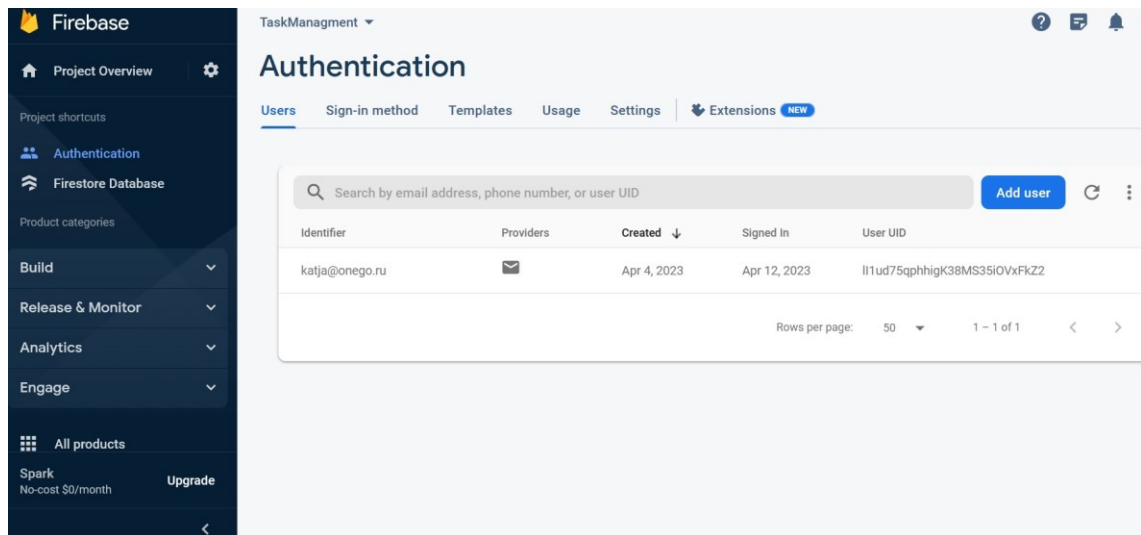 Firebase
Project Overview
Project shortcuts
Authentication
Firestore Database
Product categories
Build
Release & Monitor
Analytics
Engage
All products
Spark
No-cost $0/month
Upgrade
TaskManagment
Authentication
Users Sign-in method Templates Usage Settings Extensions NEW
Search by email address, phone number, or user UID Add user
Identifier Providers Created Signed In User UID
katja@onego.ru Apr 4, 2023 Apr 12, 2023 lI1ud75qphhigK38MS35iOVxFkZ2
Rows per page: 50 1 – 1 of 1